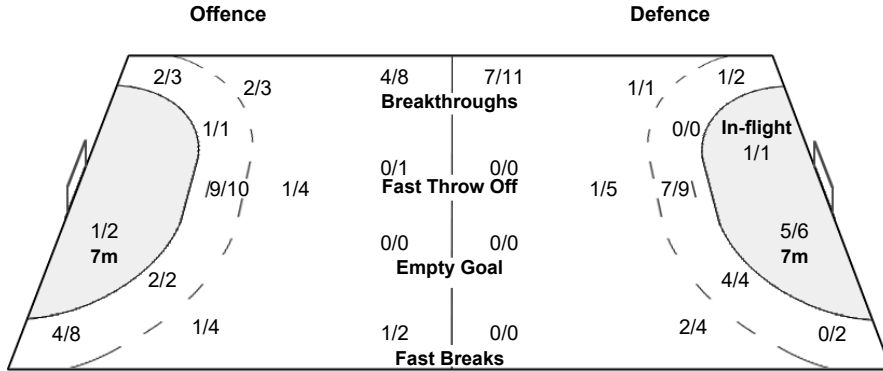 Offence Defence
2/3 2/3 4/8 7/11 1/1 1/2
Breakthroughs
1/1 0/0 In-flight
1/1
0/1 0/0
9/10 1/4 Fast Throw Off 1/5 7/9
1/2 0/0 0/0 5/6
7m Empty Goal 7m
2/2 4/4
4/8 1/4 1/2 0/0 2/4 0/2
Fast Breaks